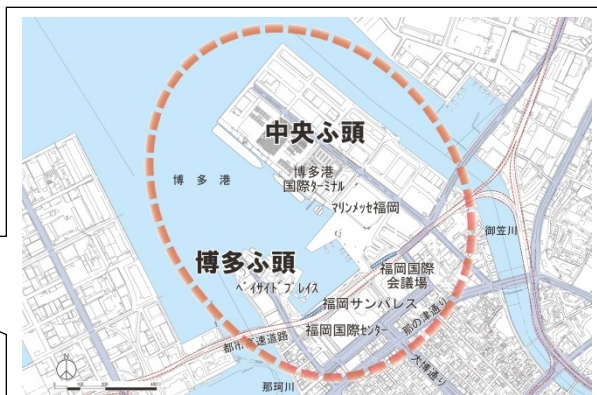 中央ふ頭
博多港
国際ターミナル
博多港
マリンメッセ福岡
御笠川
博多ふ頭
ベイサイドプレイス
福岡国際
会議場
福岡サンパレス
那の津通り
福岡国際センター
都市高速道路
大博通り
那珂川
N